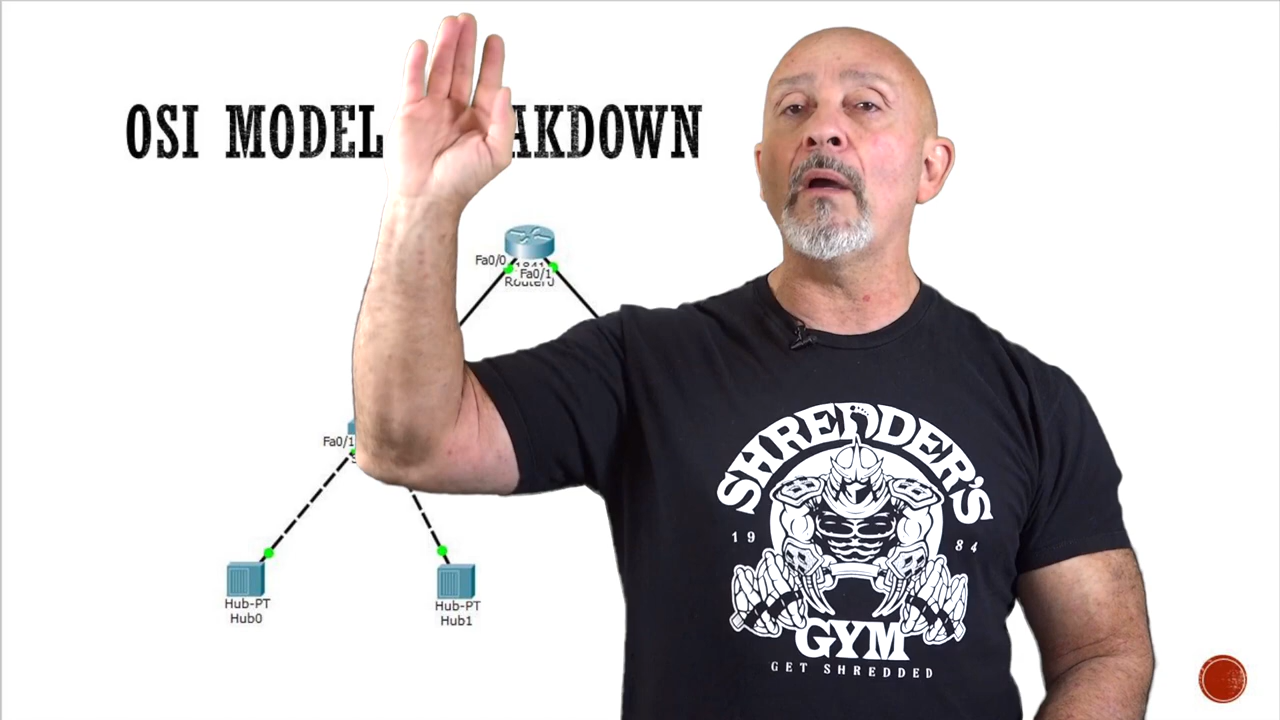 OSI MODEL AKDOWN
Fa0/0
Fa0/1
Router0
Fa0/1
Hub-PT
Hub0
Hub-PT
Hub1
SHREDDER'S
19 84
GYM
GET SHREDDED